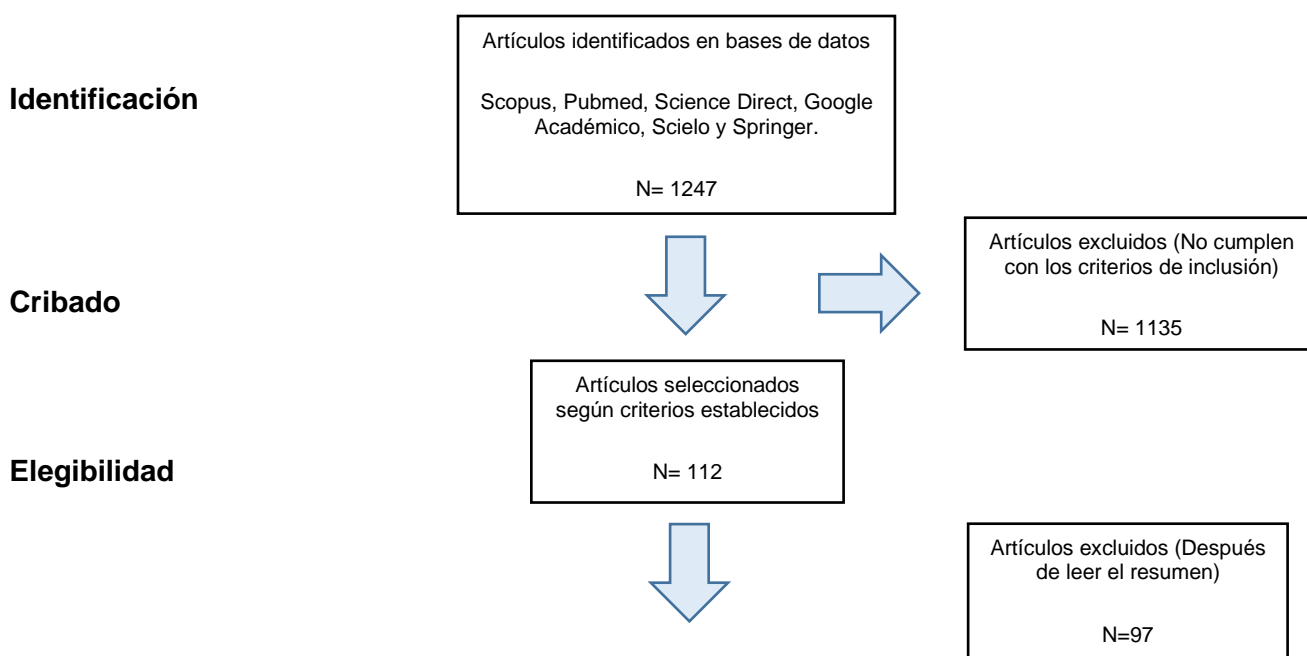 Artículos identificados en bases de datos
Identificación
Scopus, Pubmed, Science Direct, Google
Académico, Scielo y Springer.
N= 1247
Artículos excluidos (No cumplen
con los criterios de inclusión)
N= 1135
Cribado
Artículos seleccionados
según criterios establecidos
N= 112
Elegibilidad
Artículos excluidos (Después
de leer el resumen)
N=97